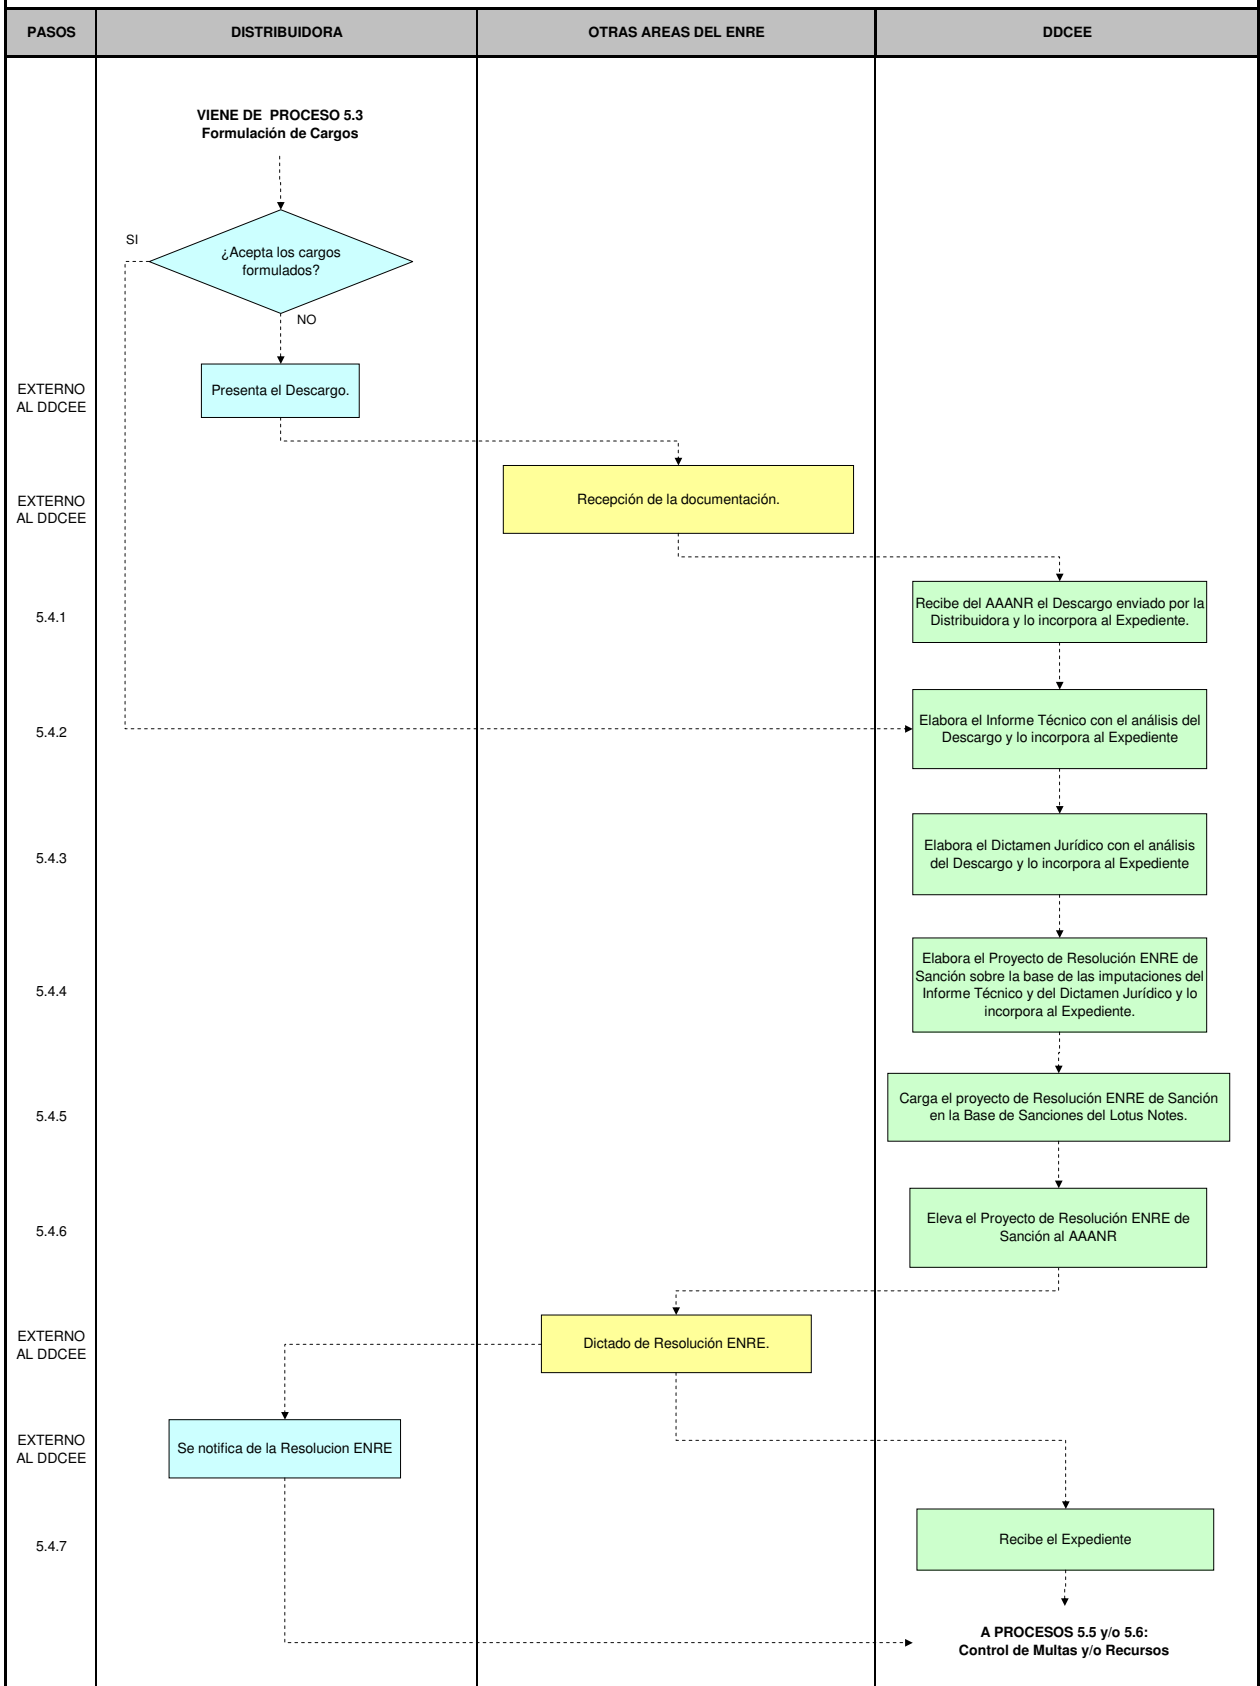 PASOS
DISTRIBUIDORA
OTRAS AREAS DEL ENRE
DDCEE
VIENE DE  PROCESO 5.3
Formulación de Cargos
SI
¿Acepta los cargos
formulados?
NO
EXTERNO
AL DDCEE
Presenta el Descargo.
EXTERNO
AL DDCEE
Recepción de la documentación.
5.4.1
Recibe del AAANR el Descargo enviado por la
Distribuidora y lo incorpora al Expediente.
5.4.2
Elabora el Informe Técnico con el análisis del
Descargo y lo incorpora al Expediente
5.4.3
Elabora el Dictamen Jurídico con el análisis
del Descargo y lo incorpora al Expediente
5.4.4
Elabora el Proyecto de Resolución ENRE de
Sanción sobre la base de las imputaciones del
Informe Técnico y del Dictamen Jurídico y lo
incorpora al Expediente.
5.4.5
Carga el proyecto de Resolución ENRE de Sanción
en la Base de Sanciones del Lotus Notes.
5.4.6
Eleva el Proyecto de Resolución ENRE de
Sanción al AAANR
EXTERNO
AL DDCEE
Dictado de Resolución ENRE.
EXTERNO
AL DDCEE
Se notifica de la Resolucion ENRE
5.4.7
Recibe el Expediente
A PROCESOS 5.5 y/o 5.6:
Control de Multas y/o Recursos